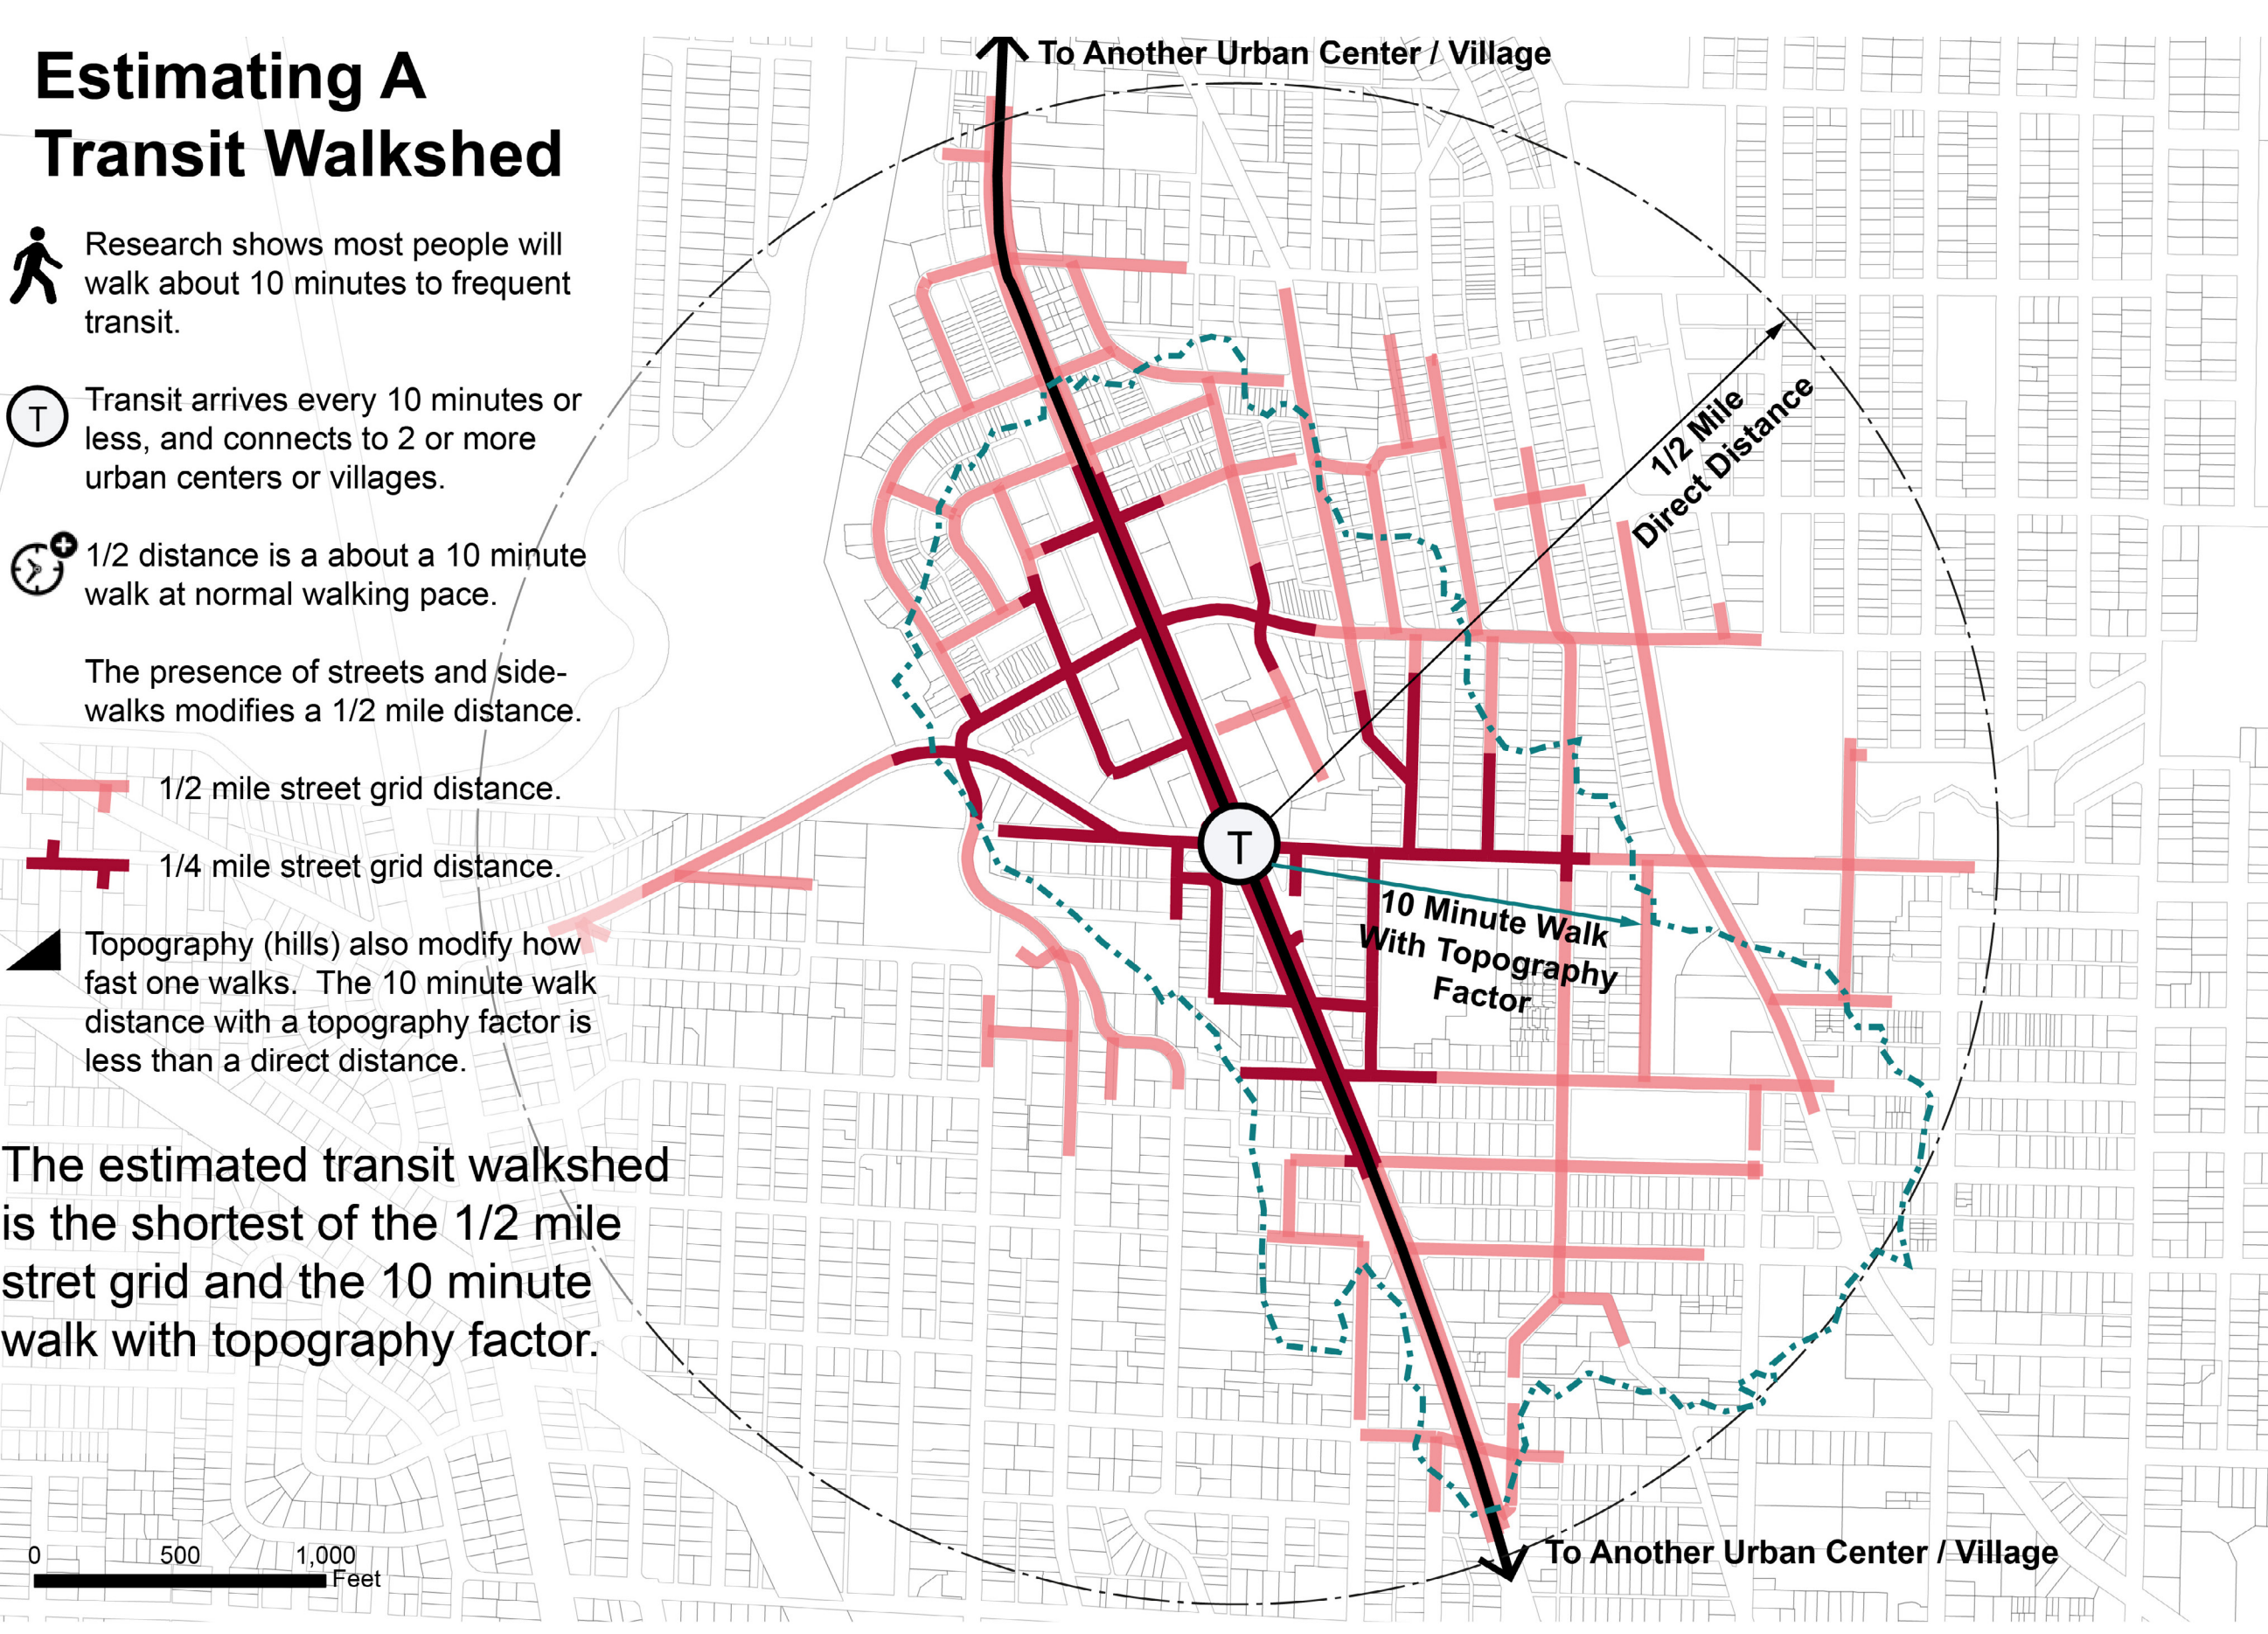 Estimating A
Transit Walkshed
To Another Urban Center / Village
Research shows most people will
walk about 10 minutes to frequent
transit.
T
Transit arrives every 10 minutes or
less, and connects to 2 or more
urban centers or villages.
1/2 distance is a about a 10 minute
walk at normal walking pace.
The presence of streets and side-
walks modifies a 1/2 mile distance.
1/2 mile street grid distance.
1/4 mile street grid distance.
Topography (hills) also modify how
fast one walks. The 10 minute walk
distance with a topography factor is
less than a direct distance.
The estimated transit walkshed
is the shortest of the 1/2 mile
stret grid and the 10 minute
walk with topography factor.
0 500 1,000
Feet
1/2 Mile
Direct Distance
T
10 Minute Walk
With Topography
Factor
To Another Urban Center / Village